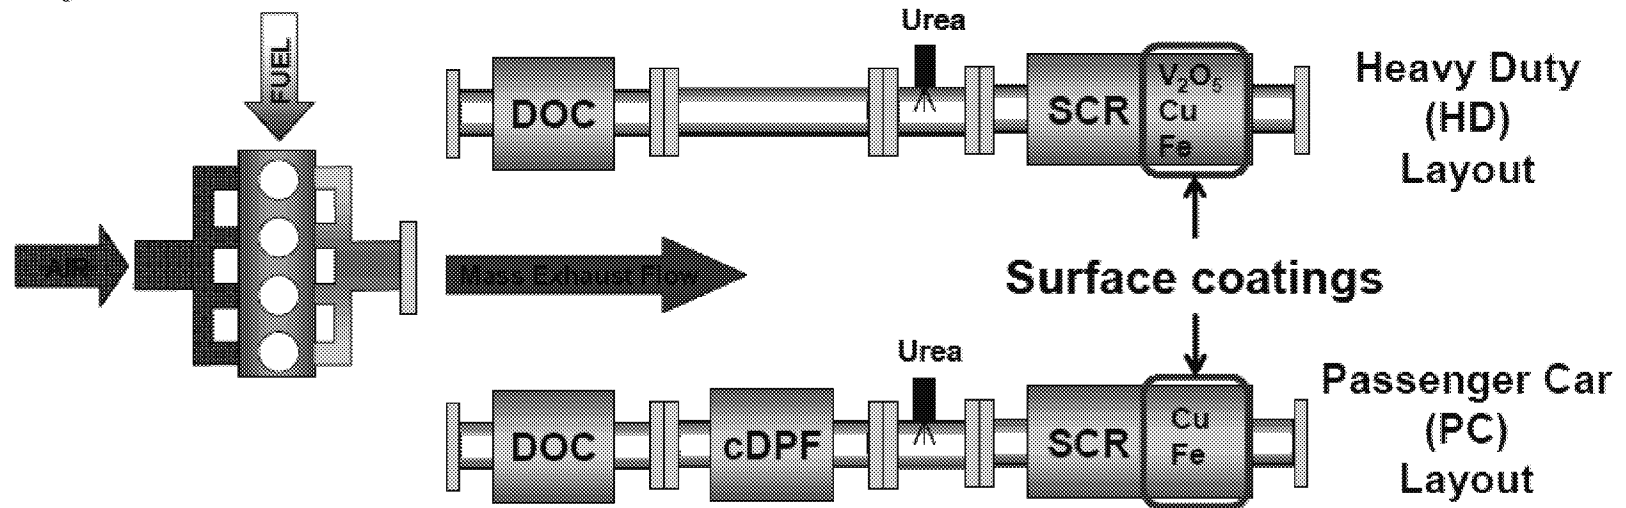 FUEL
AIR
Mass Exhaust Flow
Urea
DOC
SCR
V₂O₅
Cu
Fe
Heavy Duty
(HD)
Layout
Surface coatings
Urea
DOC
cDPF
SCR
Cu
Fe
Passenger Car
(PC)
Layout